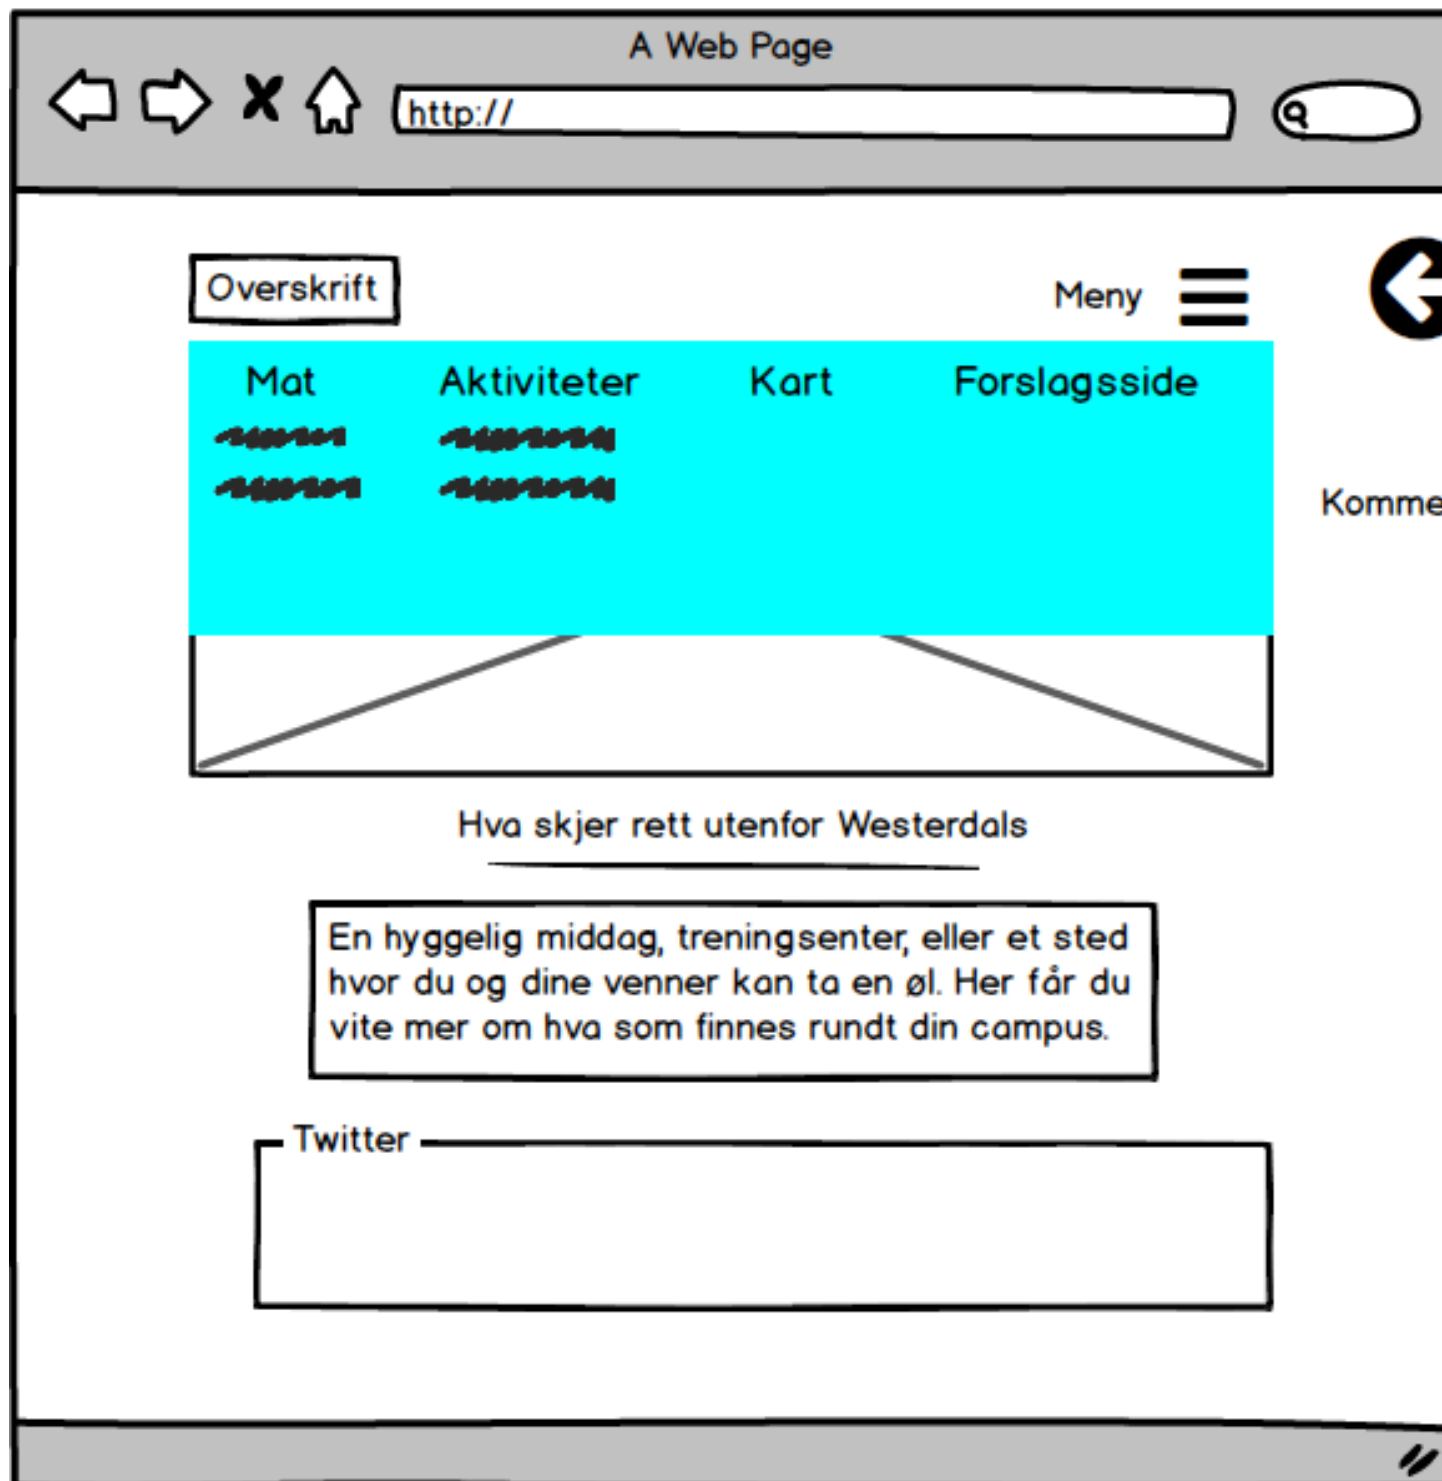 A Web Page
http://
Overskrift
Meny
Mat Aktiviteter Kart Forslagsside
Komme
Hva skjer rett utenfor Westerdals
En hyggelig middag, treningsenter, eller et sted
hvor du og dine venner kan ta en øl. Her får du
vite mer om hva som finnes rundt din campus.
Twitter